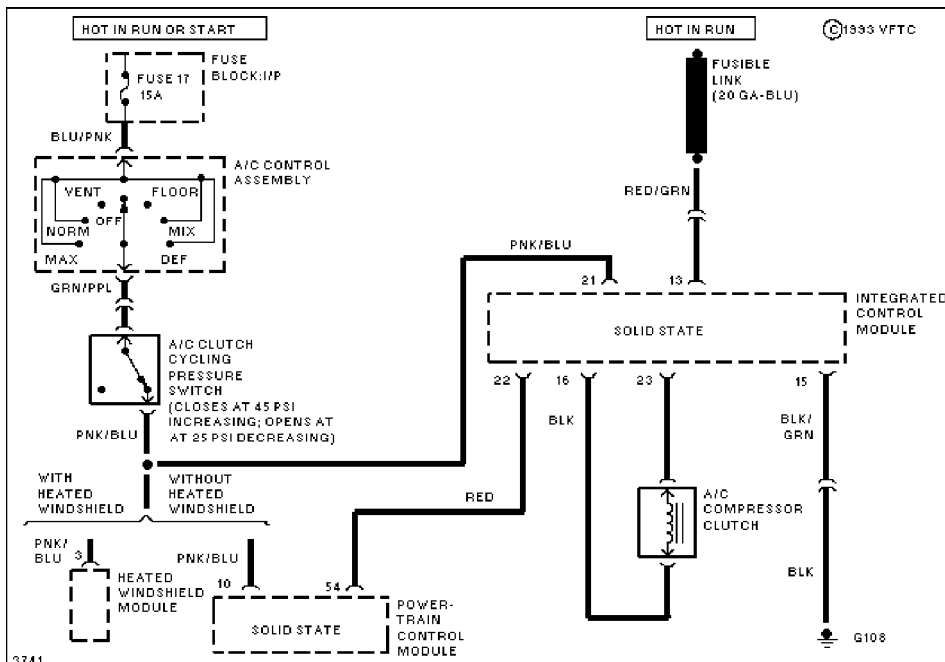 HOT IN RUN OR START
HOT IN RUN
©1993 VFTC
FUSE
BLOCK:I/P
FUSE 17
15A
FUSIBLE
LINK
(20 GA-BLU)
BLU/PNK
A/C CONTROL
ASSEMBLY
VENT
FLOOR
OFF
NORM
MIX
MAX
DEF
RED/GRN
PNK/BLU
GRN/PPL
21
13
INTEGRATED
CONTROL
MODULE
SOLID STATE
A/C CLUTCH
CYCLING
PRESSURE
SWITCH
(CLOSES AT 45 PSI
INCREASING; OPENS AT
AT 25 PSI DECREASING)
22
16
23
15
PNK/BLU
BLK
BLK/
GRN
WITH
HEATED
WINDSHIELD
WITHOUT
HEATED
WINDSHIELD
RED
A/C
COMPRESSOR
CLUTCH
PNK/
BLU
3
PNK/BLU
10
54
BLK
HEATED
WINDSHIELD
MODULE
SOLID STATE
POWER-
TRAIN
CONTROL
MODULE
G108
3741